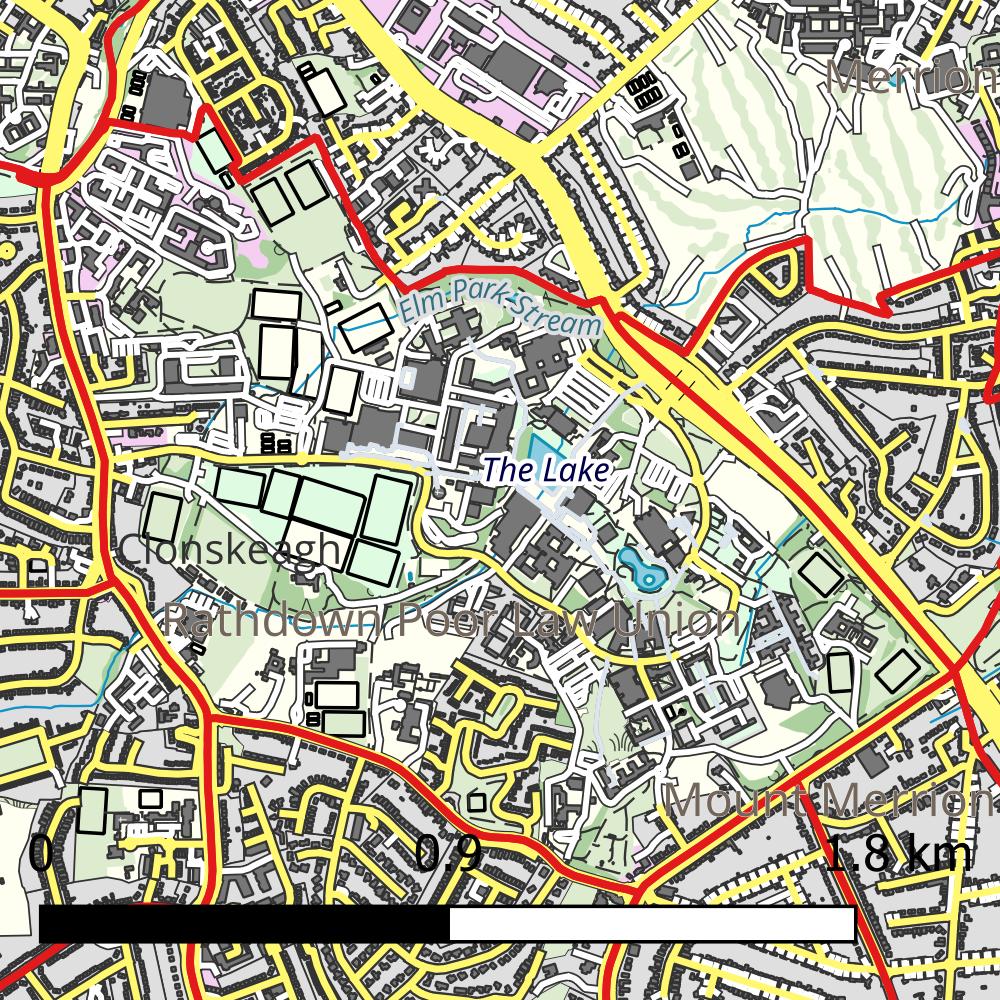 Merrion
Elm Park Stream
The Lake
Clonskeagh
Rathdown Poor Law Union
Mount Merrion
0
0.9
1.8 km